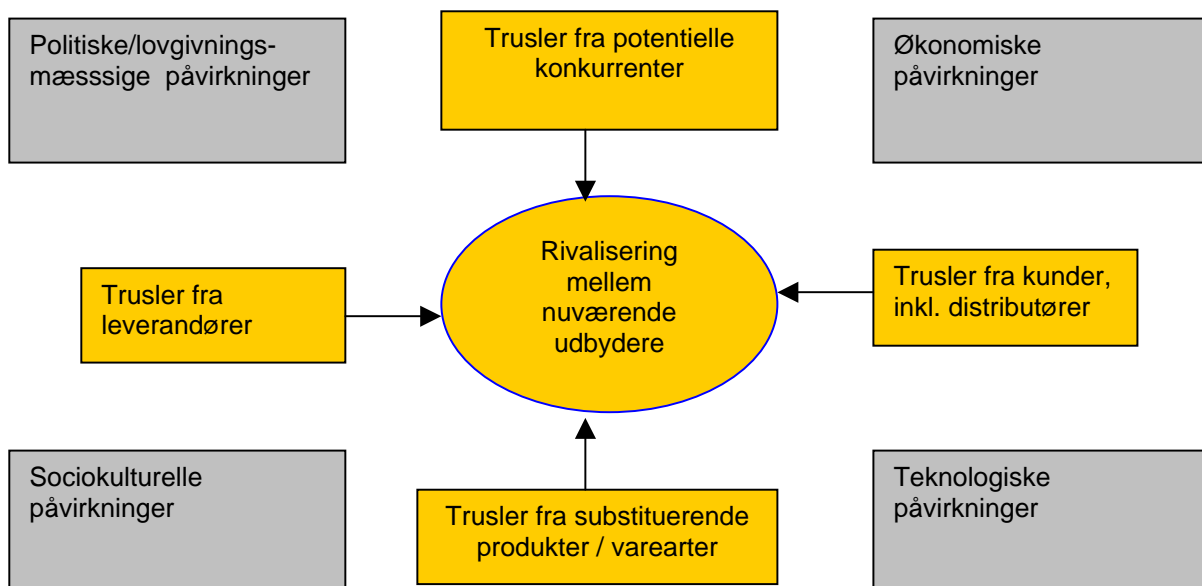 Politiske/lovgivnings-
mæsssige  påvirkninger
Trusler fra potentielle
konkurrenter
Økonomiske
påvirkninger
Trusler fra
leverandører
Rivalisering
mellem
nuværende
udbydere
Trusler fra kunder,
inkl. distributører
Sociokulturelle
påvirkninger
Trusler fra substituerende
produkter / varearter
Teknologiske
påvirkninger